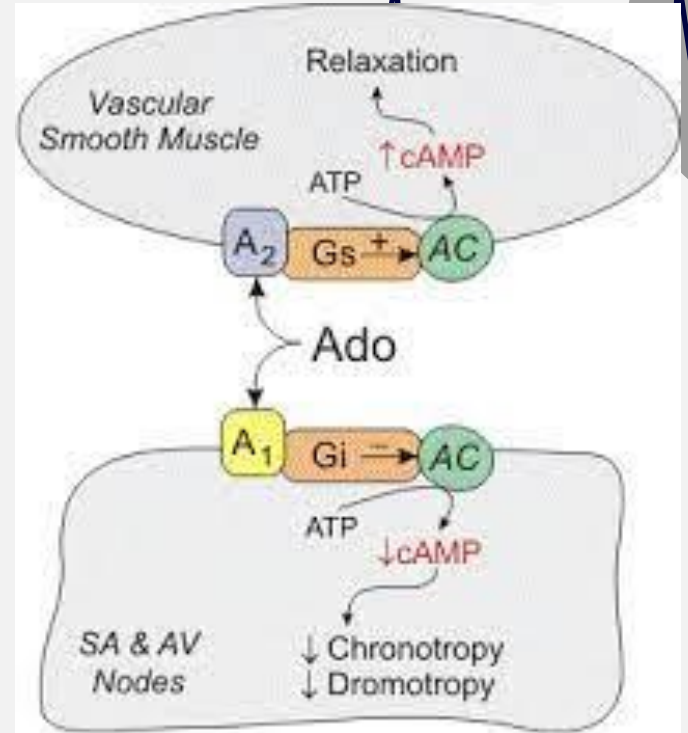 Relaxation
Vascular
Smooth Muscle
↑cAMP
ATP
A₂
Gs
+
AC
Ado
A₁
Gi
−
AC
ATP
↓cAMP
SA & AV
Nodes
↓ Chronotropy
↓ Dromotropy